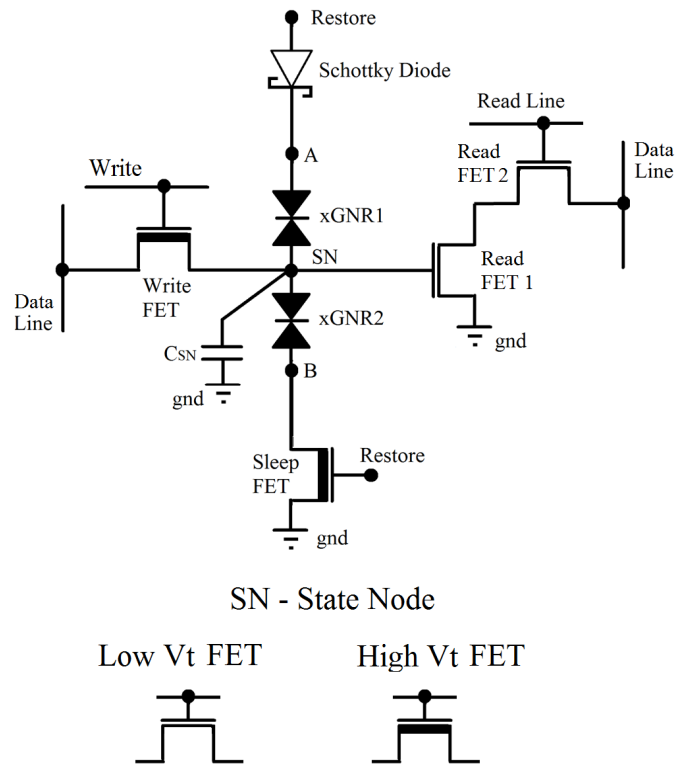 Restore
Schottky Diode
Read Line
A
Read
FET 2
Data
Line
Write
xGNR1
SN
Read
FET 1
Write
FET
Data
Line
xGNR2
CSN
gnd
B
gnd
Sleep
FET
Restore
gnd
SN - State Node
Low Vt FET
High Vt FET